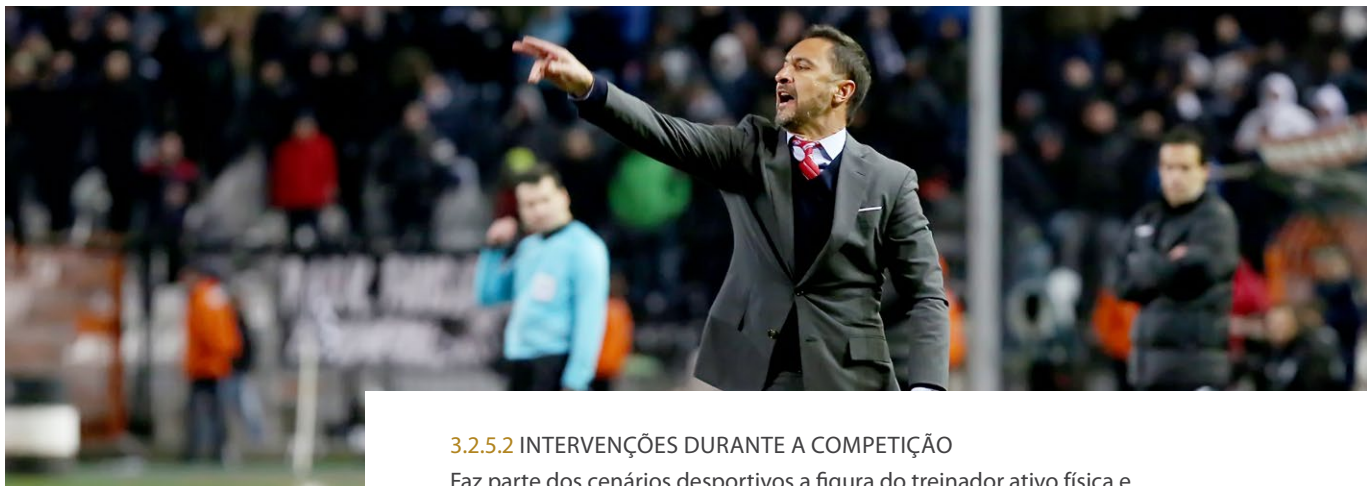 3.2.5.2 INTERVENÇÕES DURANTE A COMPETIÇÃO
Faz parte dos cenários desportivos a figura do treinador ativo física e